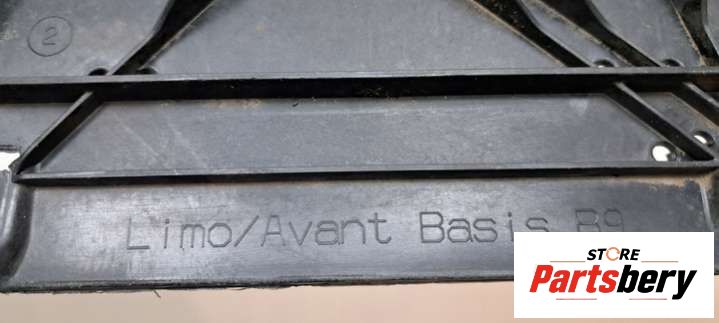 2
Limo/Avant Basis B9
STORE
Partsbery